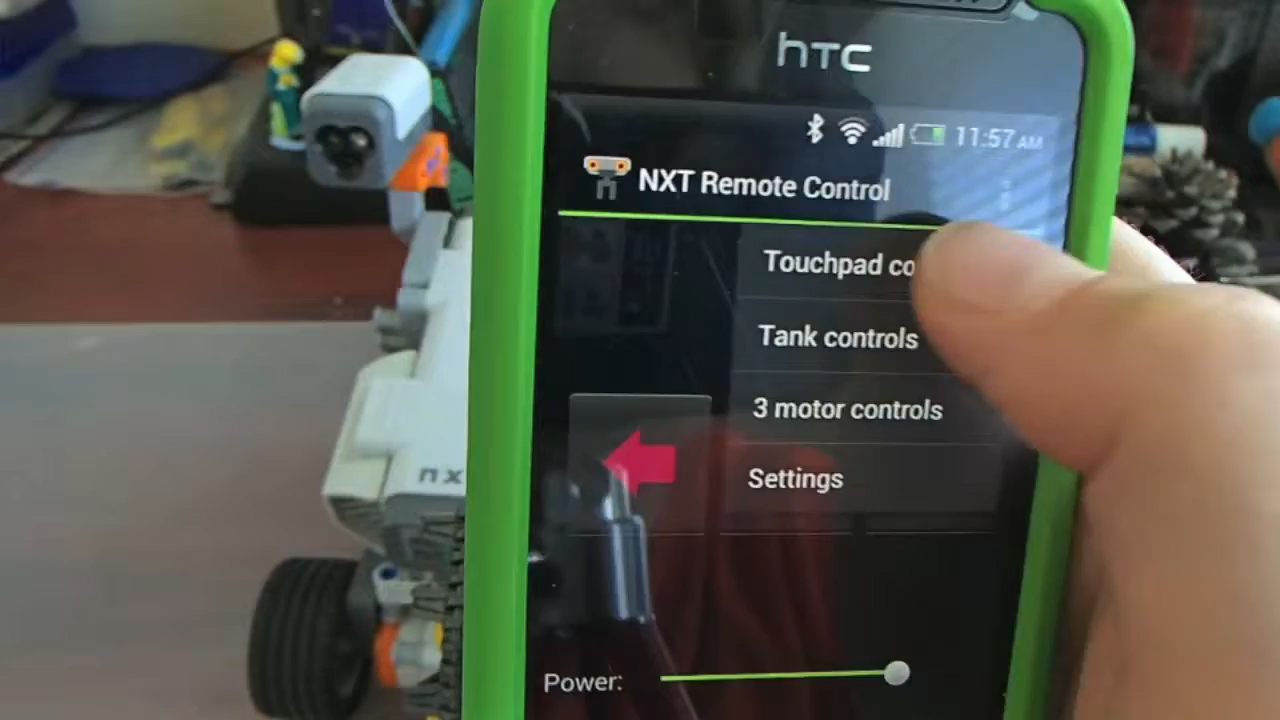 hTC
11:57 AM
NXT Remote Control
Touchpad co
Tank controls
3 motor controls
Settings
nx
Power: